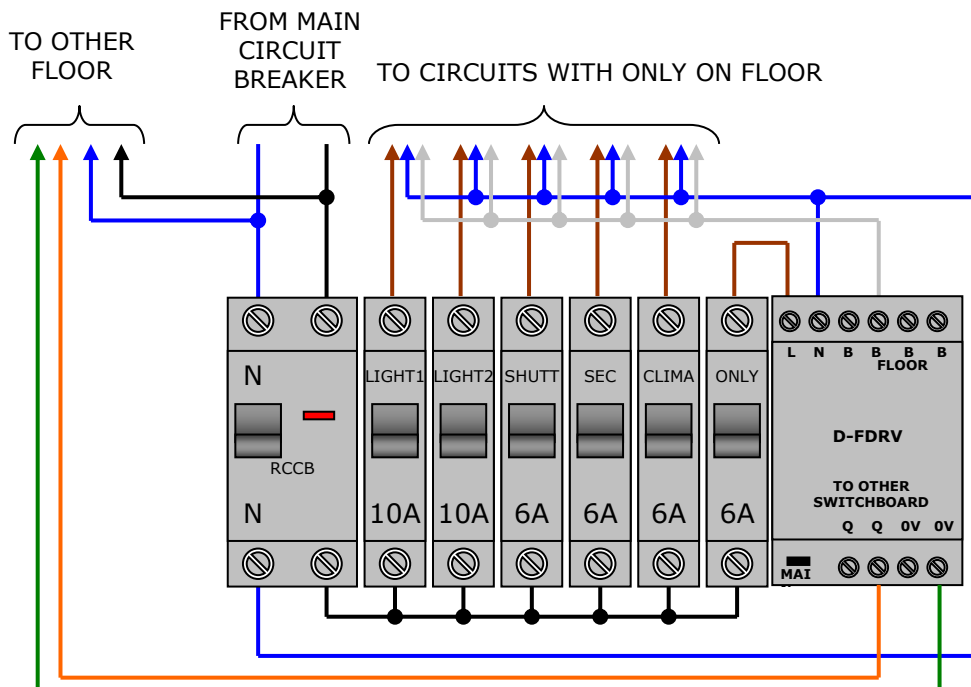 TO OTHER
FLOOR
FROM MAIN
CIRCUIT
BREAKER
TO CIRCUITS WITH ONLY ON FLOOR
N
RCCB
N
LIGHT1
10A
LIGHT2
10A
SHUTT
6A
SEC
6A
CLIMA
6A
ONLY
6A
L N B B B B
FLOOR
D-FDRV
TO OTHER
SWITCHBOARD
Q Q 0V 0V
MAI